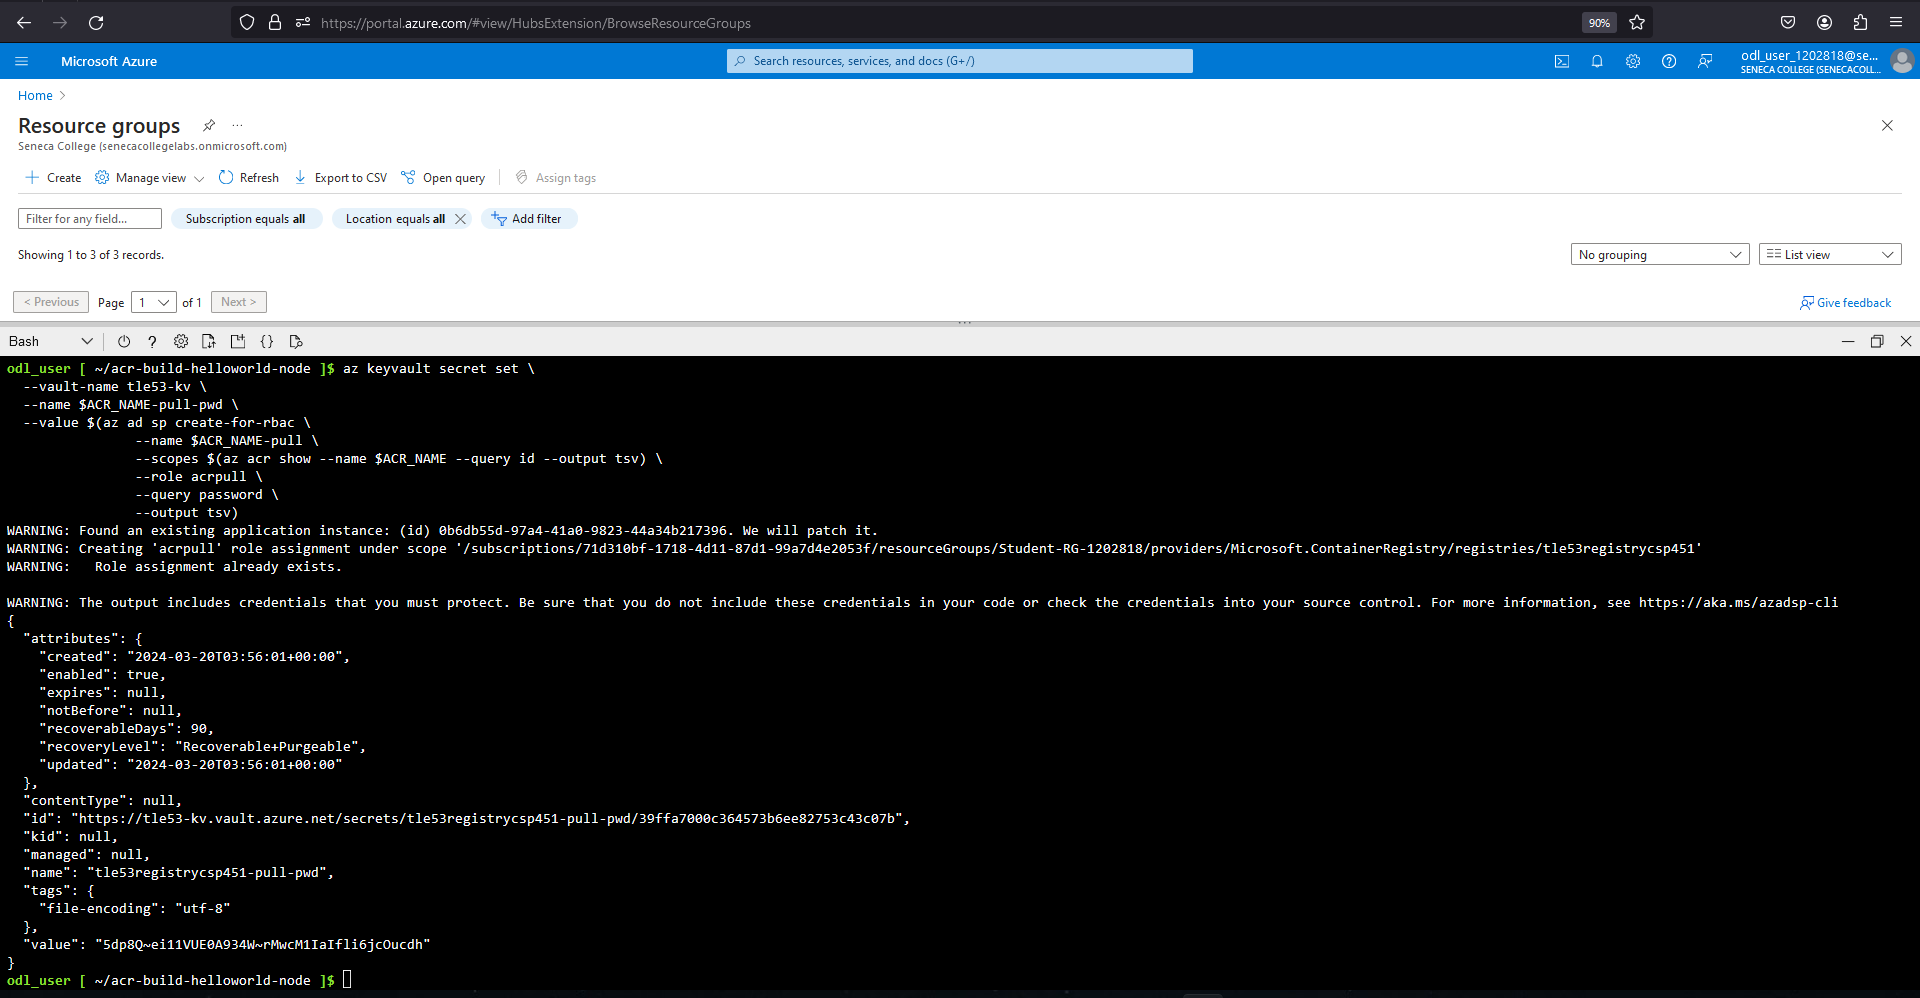 https://portal.azure.com/#view/HubsExtension/BrowseResourceGroups
90%
Microsoft Azure
Search resources, services, and docs (G+/)
odl_user_1202818@se...
SENECA COLLEGE (SENECACOLL...
Home
Resource groups
...
Seneca College (senecacollegelabs.onmicrosoft.com)
Create
Manage view
Refresh
Export to CSV
Open query
Assign tags
Filter for any field...
Subscription equals all
Location equals all
Add filter
Showing 1 to 3 of 3 records.
No grouping
List view
< Previous
Page
1
of 1
Next >
Give feedback
Bash
odl_user [ ~/acr-build-helloworld-node ]$ az keyvault secret set \
--vault-name tle53-kv \
--name $ACR_NAME-pull-pwd \
--value $(az ad sp create-for-rbac \
--name $ACR_NAME-pull \
--scopes $(az acr show --name $ACR_NAME --query id --output tsv) \
--role acrpull \
--query password \
--output tsv)
WARNING: Found an existing application instance: (id) 0b6db55d-97a4-41a0-9823-44a34b217396. We will patch it.
WARNING: Creating 'acrpull' role assignment under scope '/subscriptions/71d310bf-1718-4d11-87d1-99a7d4e2053f/resourceGroups/Student-RG-1202818/providers/Microsoft.ContainerRegistry/registries/tle53registrycsp451'
WARNING:   Role assignment already exists.
WARNING: The output includes credentials that you must protect. Be sure that you do not include these credentials in your code or check the credentials into your source control. For more information, see https://aka.ms/azadsp-cli
{
"attributes": {
"created": "2024-03-20T03:56:01+00:00",
"enabled": true,
"expires": null,
"notBefore": null,
"recoverableDays": 90,
"recoveryLevel": "Recoverable+Purgeable",
"updated": "2024-03-20T03:56:01+00:00"
},
"contentType": null,
"id": "https://tle53-kv.vault.azure.net/secrets/tle53registrycsp451-pull-pwd/39ffa7000c364573b6ee82753c43c07b",
"kid": null,
"managed": null,
"name": "tle53registrycsp451-pull-pwd",
"tags": {
"file-encoding": "utf-8"
},
"value": "5dp8Q~ei11VUE0A934W~rMwcM1IaIfli6jcOucdh"
}
odl_user [ ~/acr-build-helloworld-node ]$